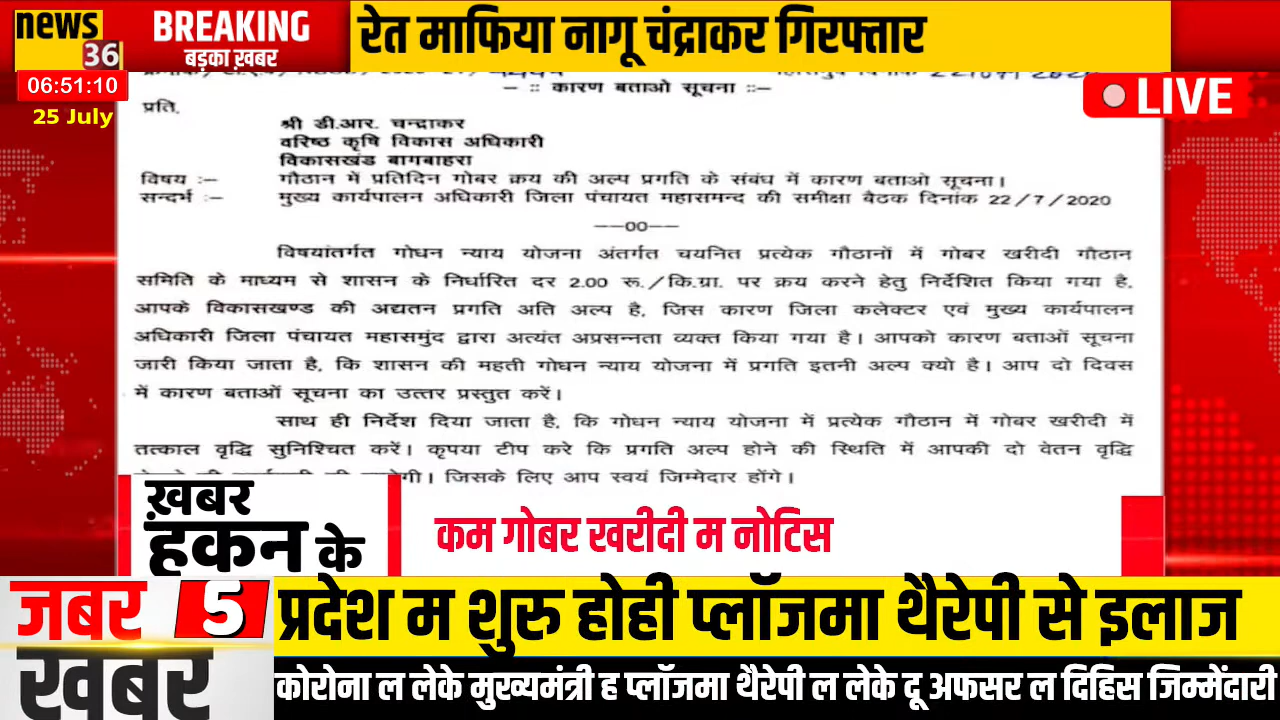 news
36
BREAKING
बड़का ख़बर
रेत माफिया नागू चंद्राकर गिरफ्तार
06:51:10
25 July
LIVE
– :: कारण बताओ सूचना ::–
प्रति,
श्री डी.आर. चन्द्राकर
वरिष्ठ कृषि विकास अधिकारी
विकासखंड बागबाहरा
विषय :– गौठान में प्रतिदिन गोबर क्रय की अल्प प्रगति के संबंध में कारण बताओ सूचना।
सन्दर्भ :– मुख्य कार्यपालन अधिकारी जिला पंचायत महासमन्द की समीक्षा बैठक दिनांक 22/7/2020
——00——
विषयांतर्गत गोधन न्याय योजना अंतर्गत चयनित प्रत्येक गौठानों में गोबर खरीदी गौठान
समिति के माध्यम से शासन के निर्धारित दर 2.00 रू./कि.ग्रा. पर क्रय करने हेतु निर्देशित किया गया है,
आपके विकासखण्ड की अद्यतन प्रगति अति अल्प है, जिस कारण जिला कलेक्टर एवं मुख्य कार्यपालन
अधिकारी जिला पंचायत महासमुंद द्वारा अत्यंत अप्रसन्नता व्यक्त किया गया है। आपको कारण बताओं सूचना
जारी किया जाता है, कि शासन की महती गोधन न्याय योजना में प्रगति इतनी अल्प क्यो है। आप दो दिवस
में कारण बताओं सूचना का उत्तर प्रस्तुत करें।
साथ ही निर्देश दिया जाता है, कि गोधन न्याय योजना में प्रत्येक गौठान में गोबर खरीदी में
तत्काल वृद्धि सुनिश्चित करें। कृपया टीप करे कि प्रगति अल्प होने की स्थिति में आपकी दो वेतन वृद्धि
जिसके लिए आप स्वयं जिम्मेदार होंगे।
ख़बर
हकन के
कम गोबर खरीदी म नोटिस
जबर 5
खबर
प्रदेश म शुरु होही प्लॉजमा थैरेपी से इलाज
कोरोना ल लेके मुख्यमंत्री ह प्लॉजमा थैरेपी ल लेके दू अफसर ल दिहिस जिम्मेंदारी